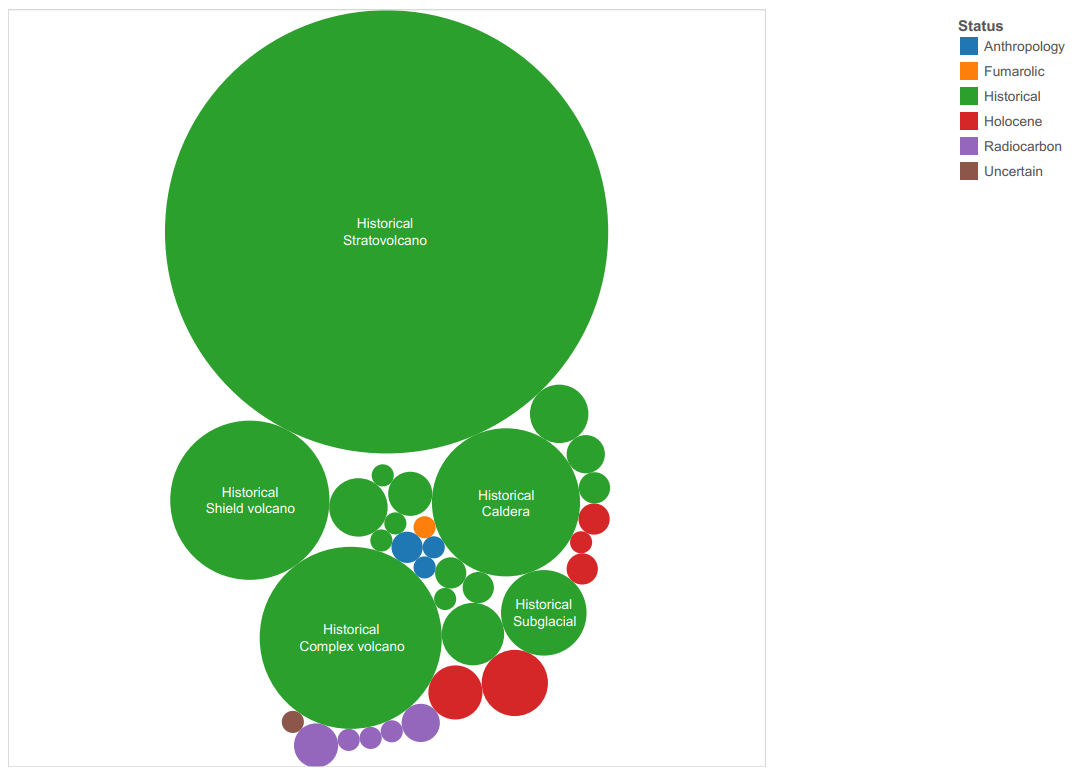 Status
Anthropology
Fumarolic
Historical
Holocene
Radiocarbon
Uncertain
Historical
Stratovolcano
Historical
Shield volcano
Historical
Caldera
Historical
Subglacial
Historical
Complex volcano